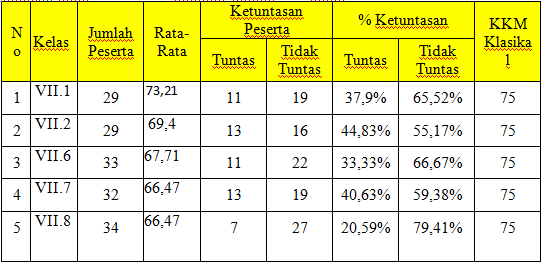 N o Kelas Jumlah Peserta Rata-Rata Ketuntasan Peserta % Ketuntasan KKM Klasika l
Tuntas Tidak Tuntas Tuntas Tidak Tuntas
1 VII.1 29 73,21 11 19 37,9% 65,52% 75
2 VII.2 29 69,4 13 16 44,83% 55,17% 75
3 VII.6 33 67,71 11 22 33,33% 66,67% 75
4 VII.7 32 66,47 13 19 40,63% 59,38% 75
5 VII.8 34 66,47 7 27 20,59% 79,41% 75